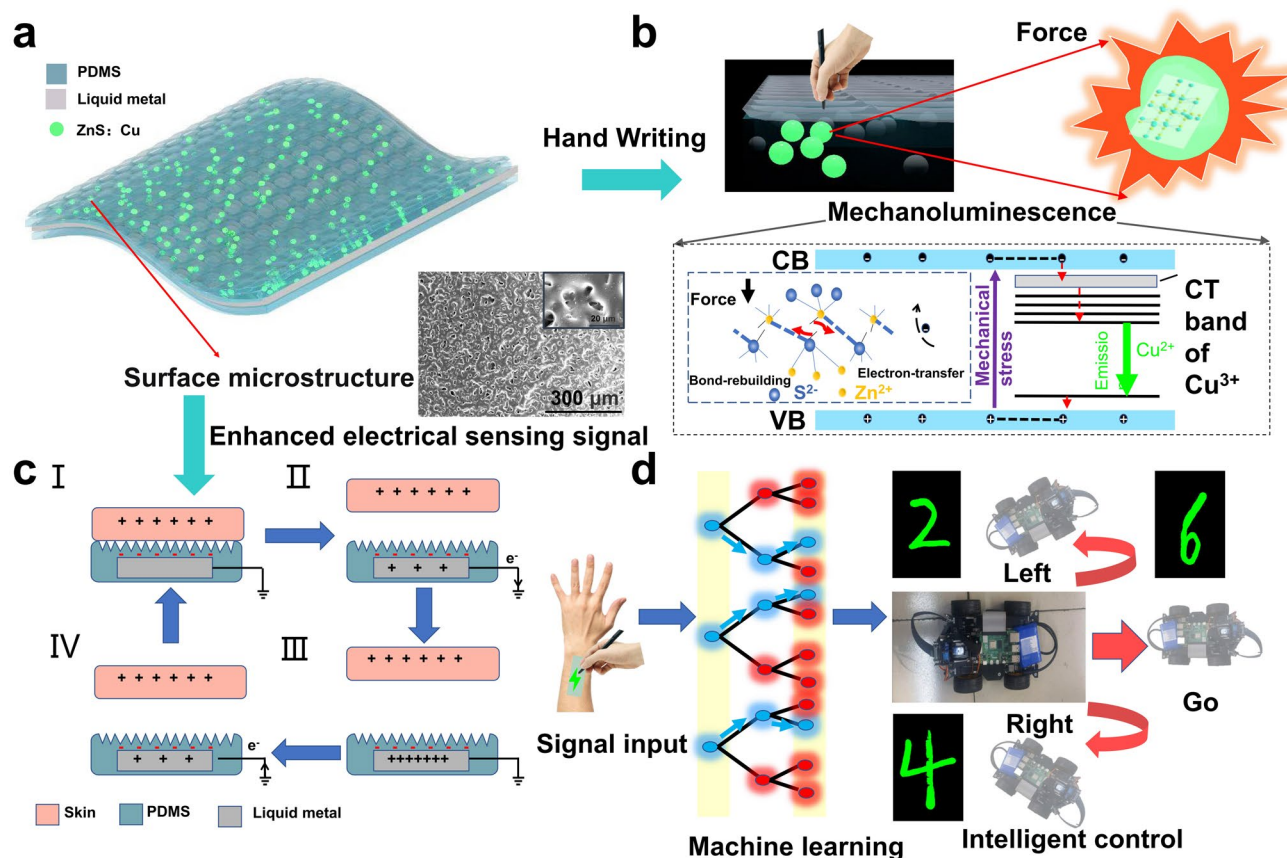 a
PDMS
Liquid metal
ZnS：Cu
Hand Writing
Surface microstructure
20 μm
300 μm
Enhanced electrical sensing signal
b
Force
Mechanoluminescence
CB
Force
Bond-rebuilding
Electron-transfer
S2-
Zn2+
Mechanical
stress
Emissio
Cu2+
CT
band
of
Cu3+
VB
c
Ⅰ
Ⅱ
+ + + + + +
+ + + + + +
- - - - - -
- - - - - -
+ + +
e-
Ⅳ
Ⅲ
+ + + + + +
+ + + + + +
- - - - - -
- - - - - -
+ + +
e-
+++++++
Skin
PDMS
Liquid metal
d
Signal input
Machine learning
2
Left
6
Go
Right
4
Intelligent control